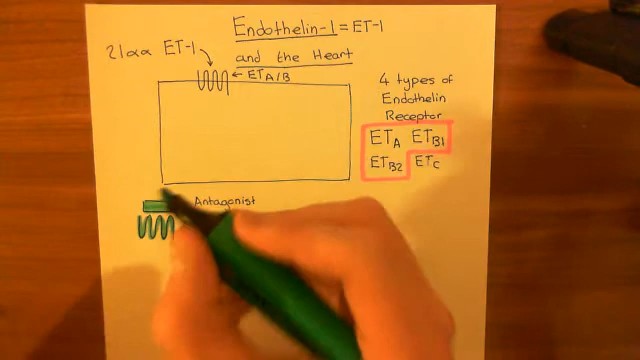 Endothelin-1 = ET-1
and the Heart
21αα ET-1
← ETA/B
4 types of
Endothelin
Receptor
ETA ETB1
ETB2 ETC
Antagonist